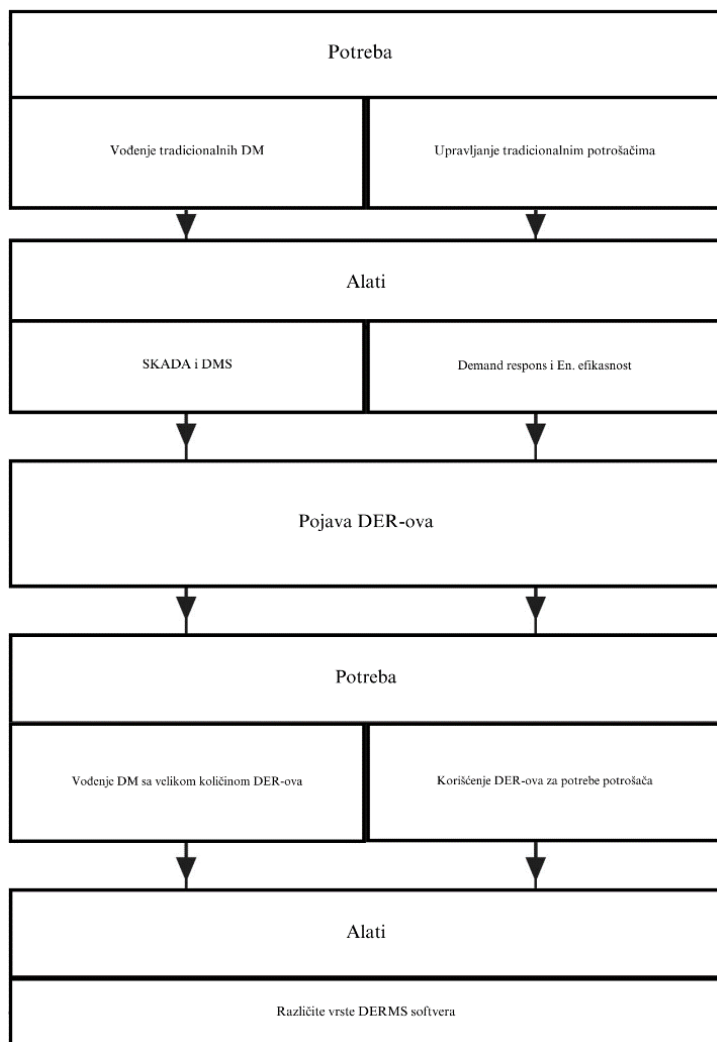 Potreba
Vođenje tradicionalnih DM
Upravljanje tradicionalnim potrošačima
Alati
SKADA i DMS
Demand respons i En. efikasnost
Pojava DER-ova
Potreba
Vođenje DM sa velikom količinom DER-ova
Korišćenje DER-ova za potrebe potrošača
Alati
Različite vrste DERMS softvera